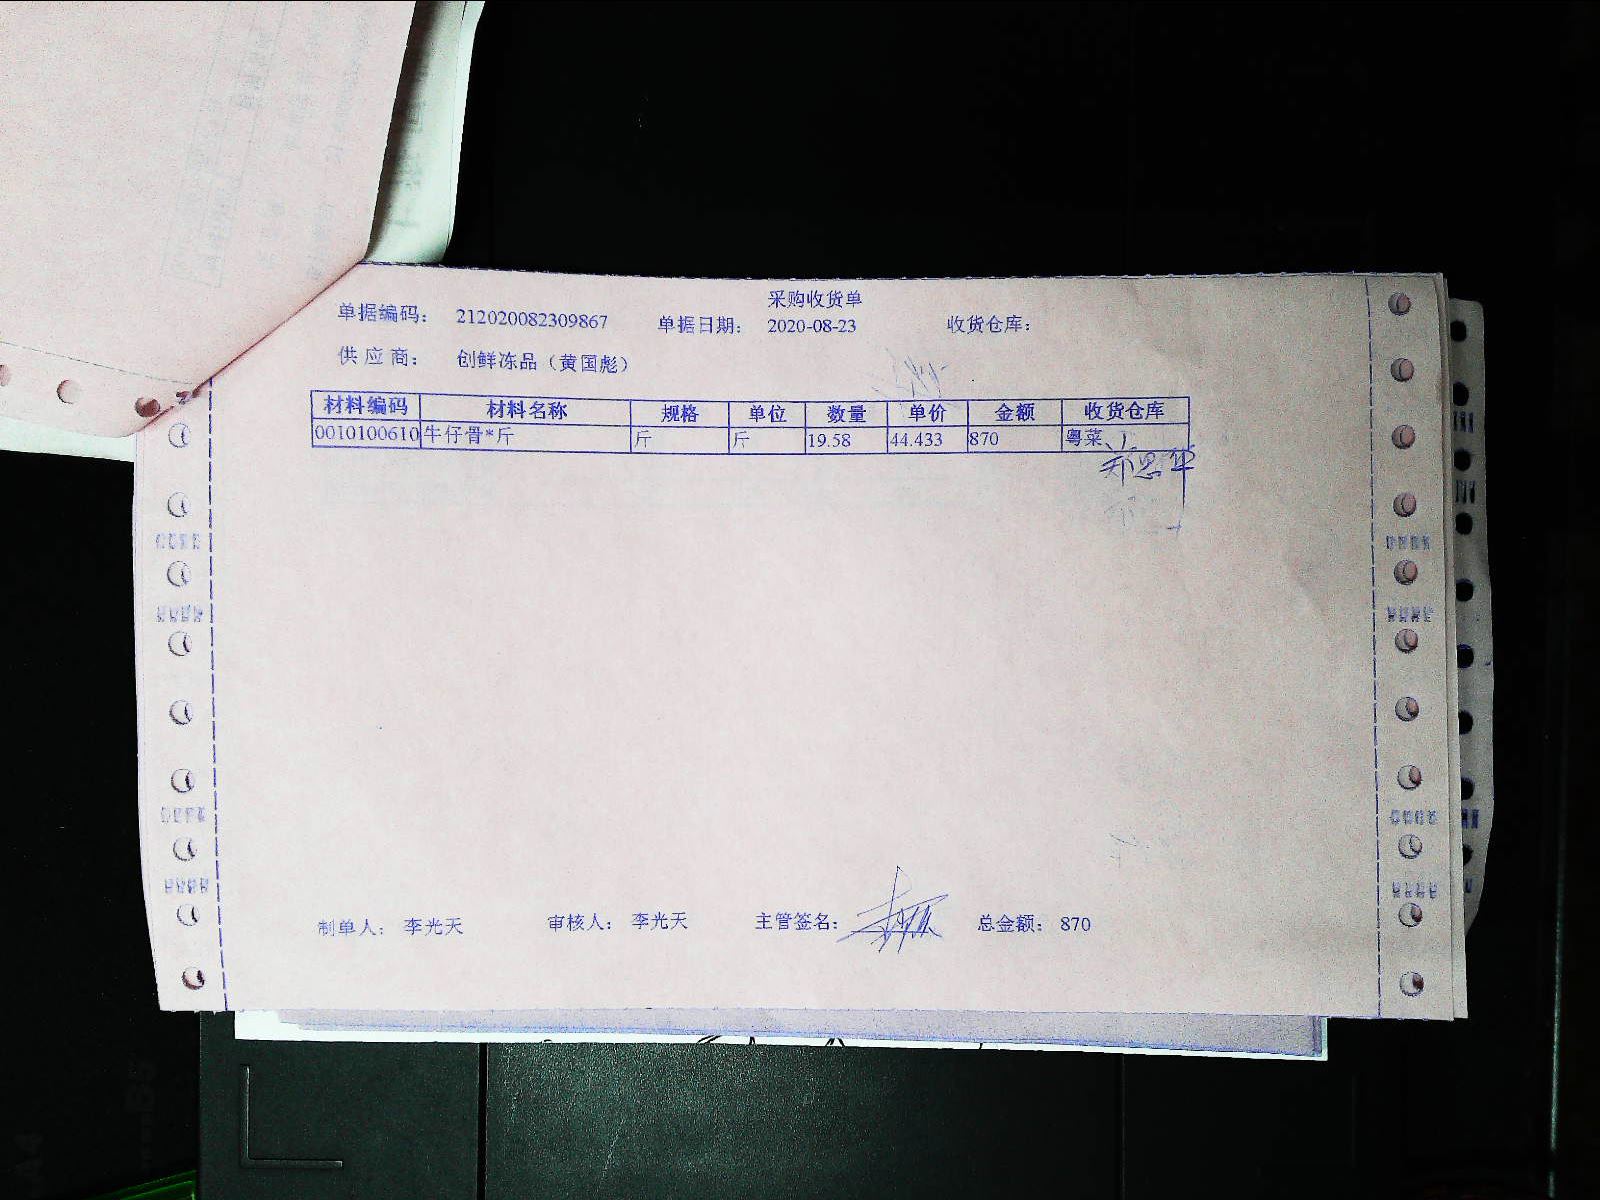 采购收货单
单据编码: 212020082309867 单据日期: 2020-08-23 收货仓库:
供应商: 创鲜冻品(黄国彪)
材料编码 材料名称 规格 单位 数量 单价 金额 收货仓库
0010100610 牛仔骨*斤 斤 斤 19.58 44.433 870 粤菜
制单人: 李光天 审核人: 李光天 主管签名: 总金额: 870